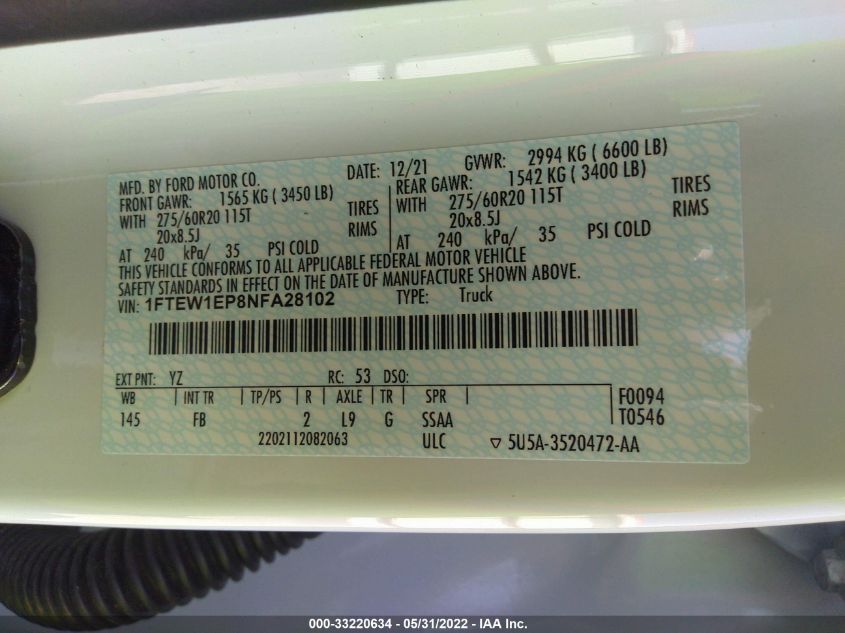 MFD. BY FORD MOTOR CO. DATE: 12/21 GVWR: 2994 KG ( 6600 LB)
FRONT GAWR: 1565 KG ( 3450 LB) REAR GAWR: 1542 KG ( 3400 LB)
WITH 275/60R20 115T TIRES WITH 275/60R20 115T TIRES
20x8.5J RIMS 20x8.5J RIMS
AT 240 kPa/ 35 PSI COLD AT 240 kPa/ 35 PSI COLD
THIS VEHICLE CONFORMS TO ALL APPLICABLE FEDERAL MOTOR VEHICLE
SAFETY STANDARDS IN EFFECT ON THE DATE OF MANUFACTURE SHOWN ABOVE.
VIN: 1FTEW1EP8NFA28102 TYPE: Truck
EXT PNT: YZ RC: 53 DSO:
WB INT TR TP/PS R AXLE TR SPR F0094
145 FB 2 L9 G SSAA T0546
2202112082063 ULC ▽ 5U5A-3520472-AA
000-33220634 - 05/31/2022 - IAA Inc.